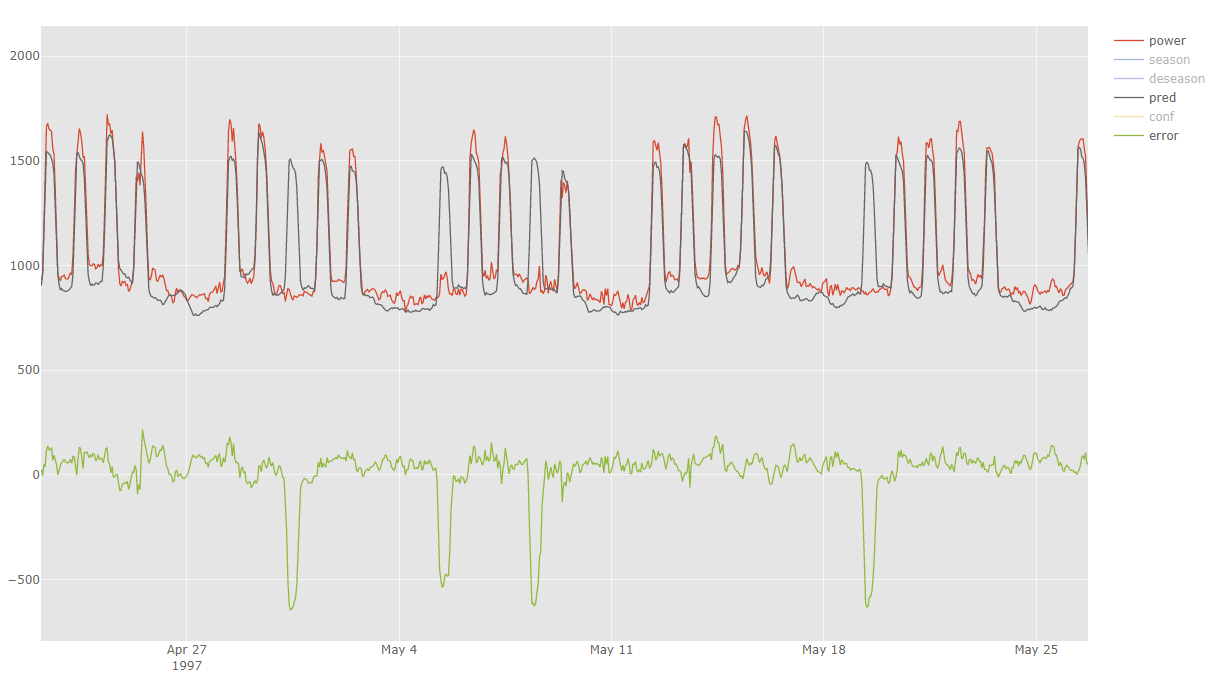 2000
1500
1000
500
0
−500
Apr 27
1997
May 4
May 11
May 18
May 25
power
season
deseason
pred
conf
error